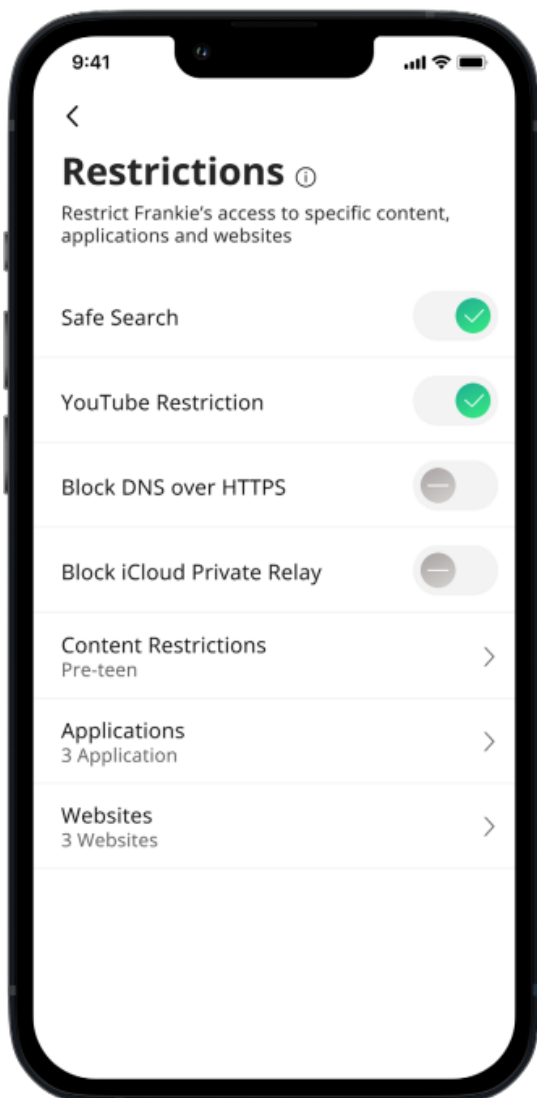 9:41
Restrictions
Restrict Frankie's access to specific content,
applications and websites
Safe Search
YouTube Restriction
Block DNS over HTTPS
Block iCloud Private Relay
Content Restrictions
Pre-teen
Applications
3 Application
Websites
3 Websites